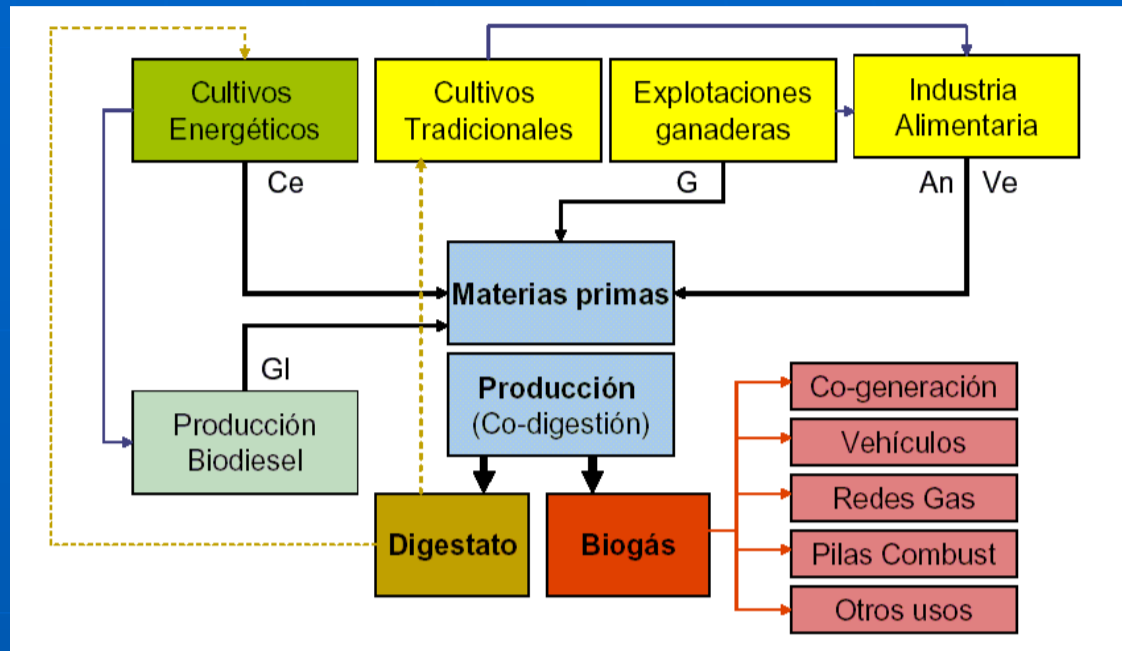 Cultivos
Energéticos
Cultivos
Tradicionales
Explotaciones
ganaderas
Industria
Alimentaria
Ce
G
An
Ve
Materias primas
Gl
Producción
Biodiesel
Producción
(Co-digestión)
Digestato
Biogás
Co-generación
Vehículos
Redes Gas
Pilas Combust
Otros usos